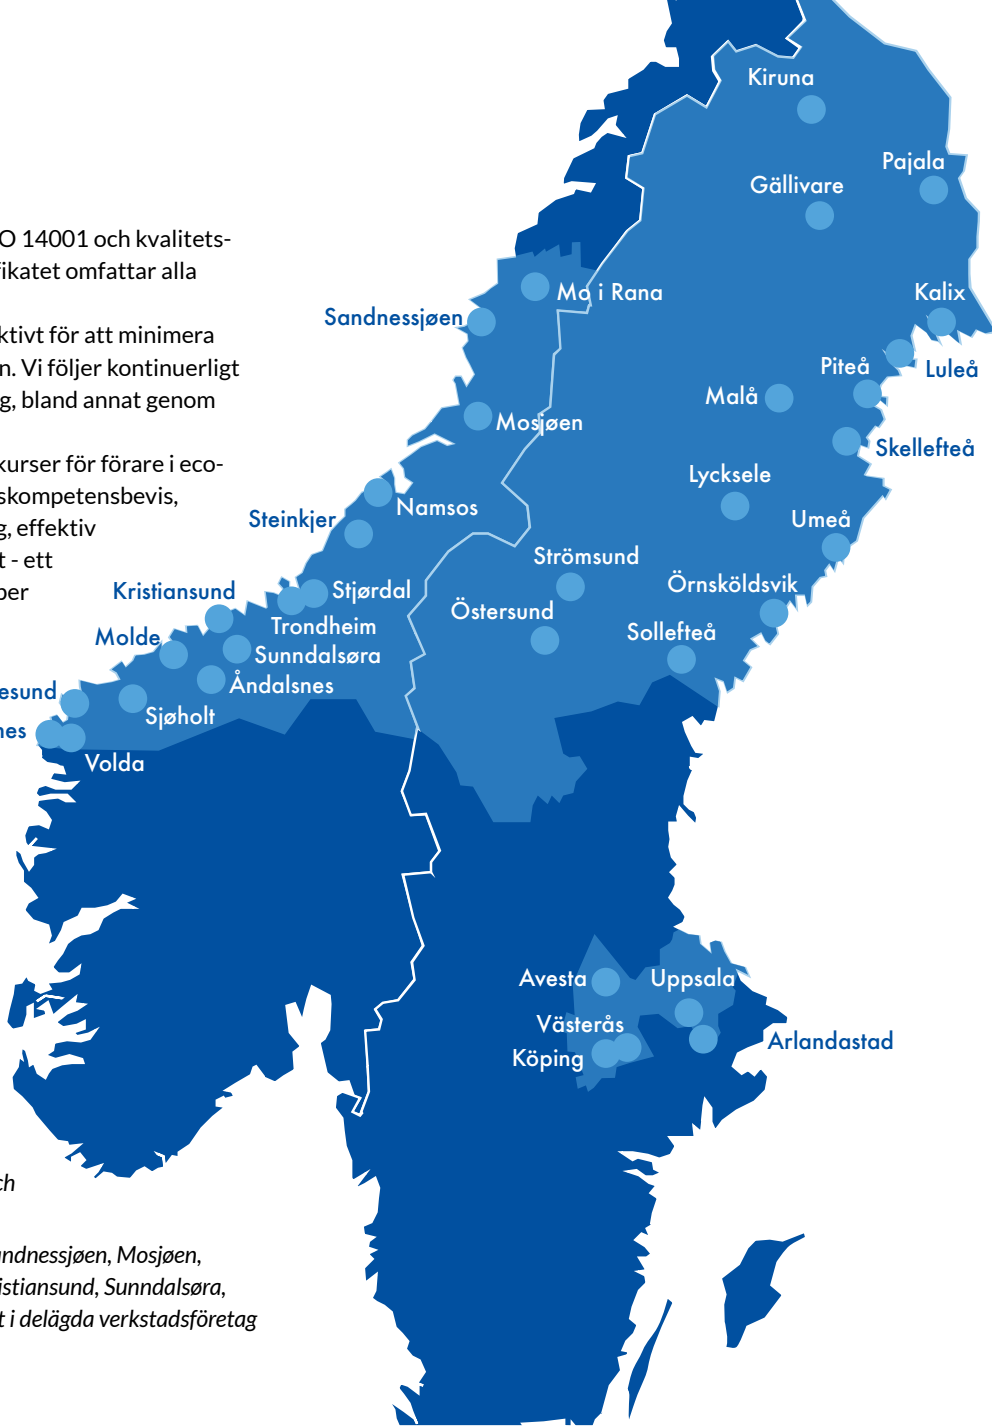 O 14001 och kvalitets-
fikatet omfattar alla
ktivt för att minimera
n. Vi följer kontinuerligt
g, bland annat genom
kurser för förare i eco-
skompetensbevis,
g, effektiv
t - ett
per
ch
andnessjøen, Mosjøen,
istiansund, Sunndalsøra,
t i delägda verkstadsföretag
Kiruna
Pajala
Gällivare
Mo i Rana
Kalix
Sandnessjøen
Piteå
Luleå
Malå
Mosjøen
Skellefteå
Lycksele
Namsos
Steinkjer
Umeå
Strömsund
Örnsköldsvik
Kristiansund
Stjørdal
Östersund
Trondheim
Sollefteå
Molde
Sunndalsøra
Åndalsnes
esund
Sjøholt
nes
Volda
Avesta
Uppsala
Västerås
Arlandastad
Köping